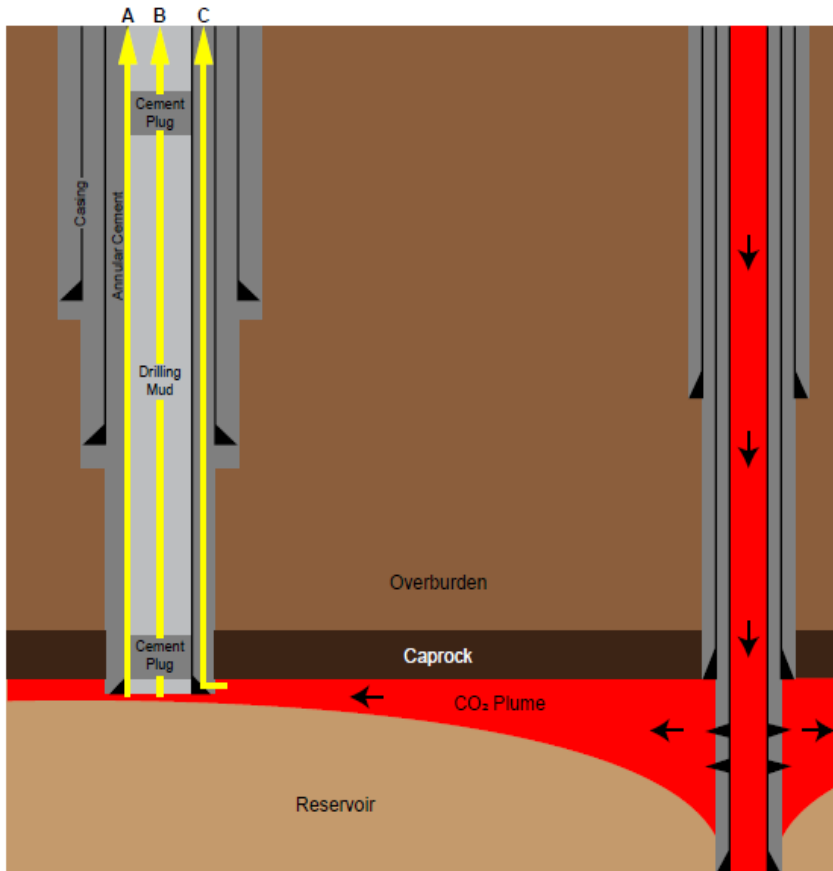 A B C
Cement
Plug
Casing
Annular Cement
Drilling
Mud
Overburden
Cement
Plug
Caprock
CO₂ Plume
Reservoir